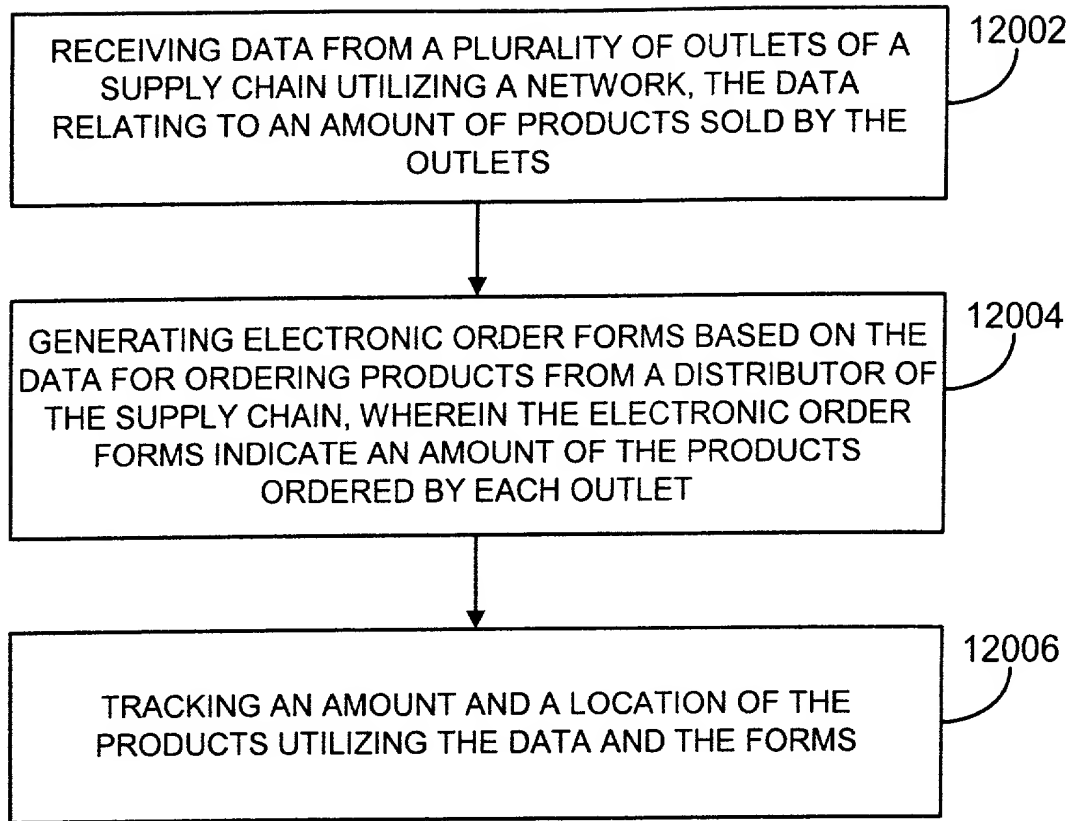 RECEIVING DATA FROM A PLURALITY OF OUTLETS OF A
SUPPLY CHAIN UTILIZING A NETWORK, THE DATA
RELATING TO AN AMOUNT OF PRODUCTS SOLD BY THE
OUTLETS
12002
GENERATING ELECTRONIC ORDER FORMS BASED ON THE
DATA FOR ORDERING PRODUCTS FROM A DISTRIBUTOR OF
THE SUPPLY CHAIN, WHEREIN THE ELECTRONIC ORDER
FORMS INDICATE AN AMOUNT OF THE PRODUCTS
ORDERED BY EACH OUTLET
12004
TRACKING AN AMOUNT AND A LOCATION OF THE
PRODUCTS UTILIZING THE DATA AND THE FORMS
12006